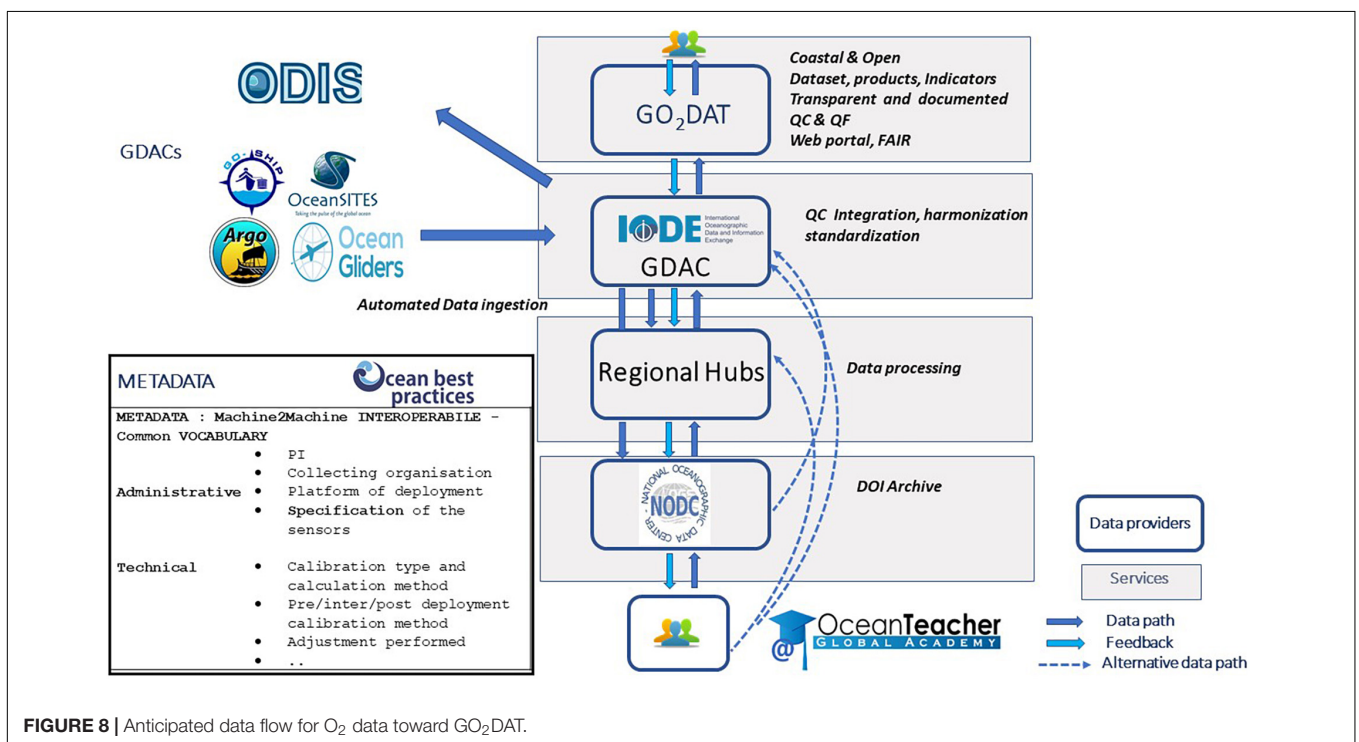 ODIS
GDACs
GO-SHIP
OceanSITES
Taking the pulse of the global ocean
Argo
Ocean
Gliders
Automated Data ingestion
GO₂DAT
Coastal & Open
Dataset, products, Indicators
Transparent and documented
QC & QF
Web portal, FAIR
IODE
International
Oceanographic
Data and Information
Exchange
GDAC
QC Integration, harmonization
standardization
Regional Hubs
Data processing
NATIONAL OCEANOGRAPHIC DATA CENTER -
NODC
DOI Archive
METADATA
Ocean best
practices
METADATA : Machine2Machine INTEROPERABILE –
Common VOCABULARY
• PI
• Collecting organisation
Administrative • Platform of deployment
• Specification of the
sensors
Technical • Calibration type and
calculation method
• Pre/inter/post deployment
calibration method
• Adjustment performed
• ..
@ OceanTeacher
GLOBAL ACADEMY
Data providers
Services
Data path
Feedback
Alternative data path
FIGURE 8 | Anticipated data flow for O₂ data toward GO₂DAT.